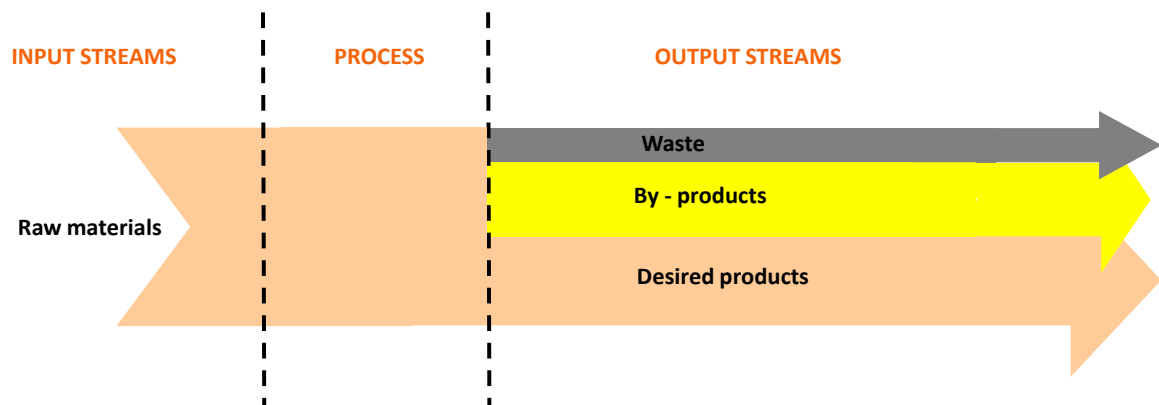 INPUT STREAMS
PROCESS
OUTPUT STREAMS
Waste
By - products
Raw materials
Desired products